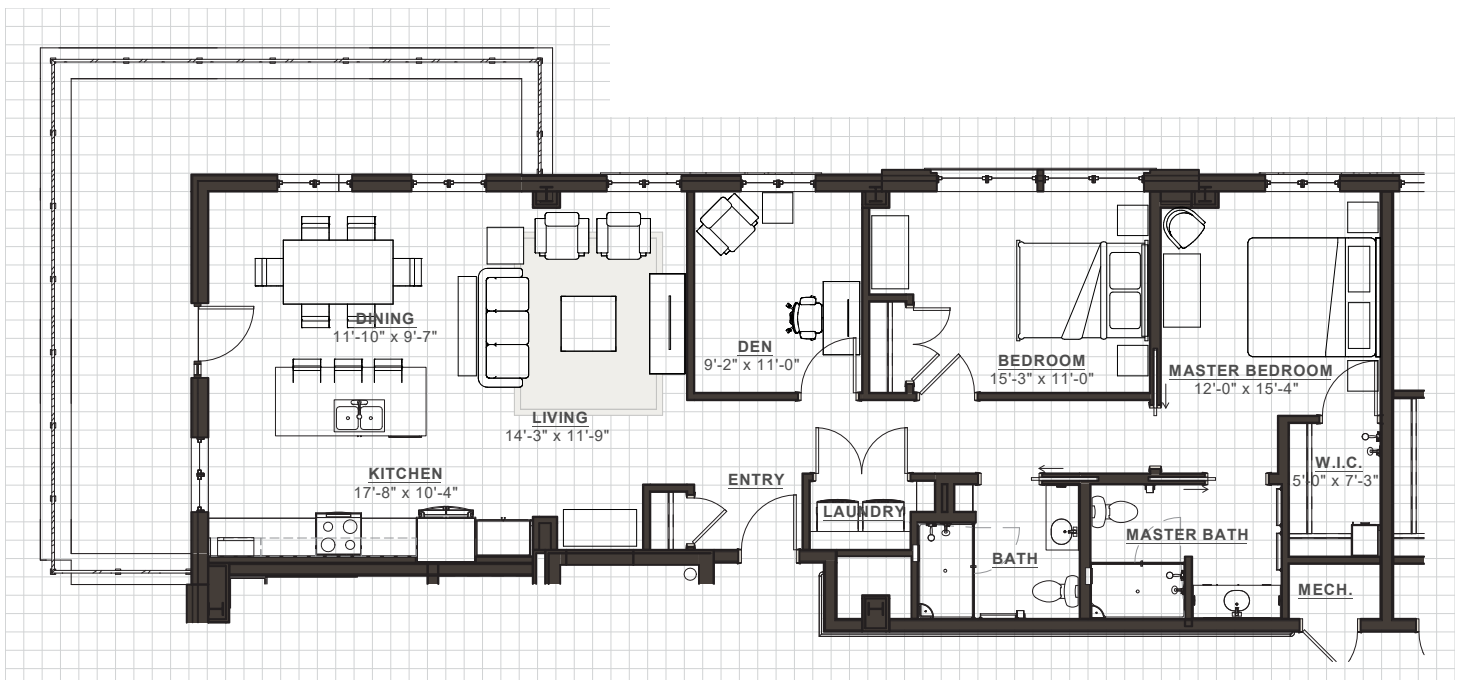 DINING
11'-10" x 9'-7"
DEN
9'-2" x 11'-0"
BEDROOM
15'-3" x 11'-0"
MASTER BEDROOM
12'-0" x 15'-4"
LIVING
14'-3" x 11'-9"
KITCHEN
17'-8" x 10'-4"
ENTRY
W.I.C.
5'-0" x 7'-3"
LAUNDRY
BATH
MASTER BATH
MECH.